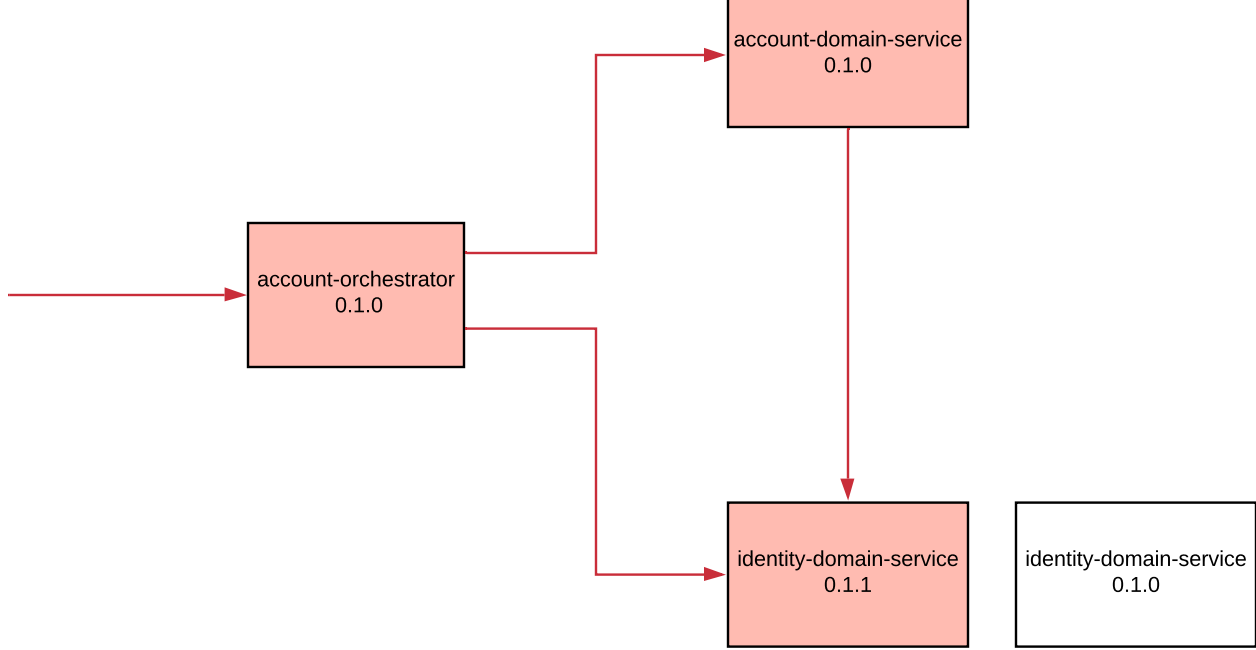 account-domain-service
0.1.0
account-orchestrator
0.1.0
identity-domain-service
0.1.1
identity-domain-service
0.1.0